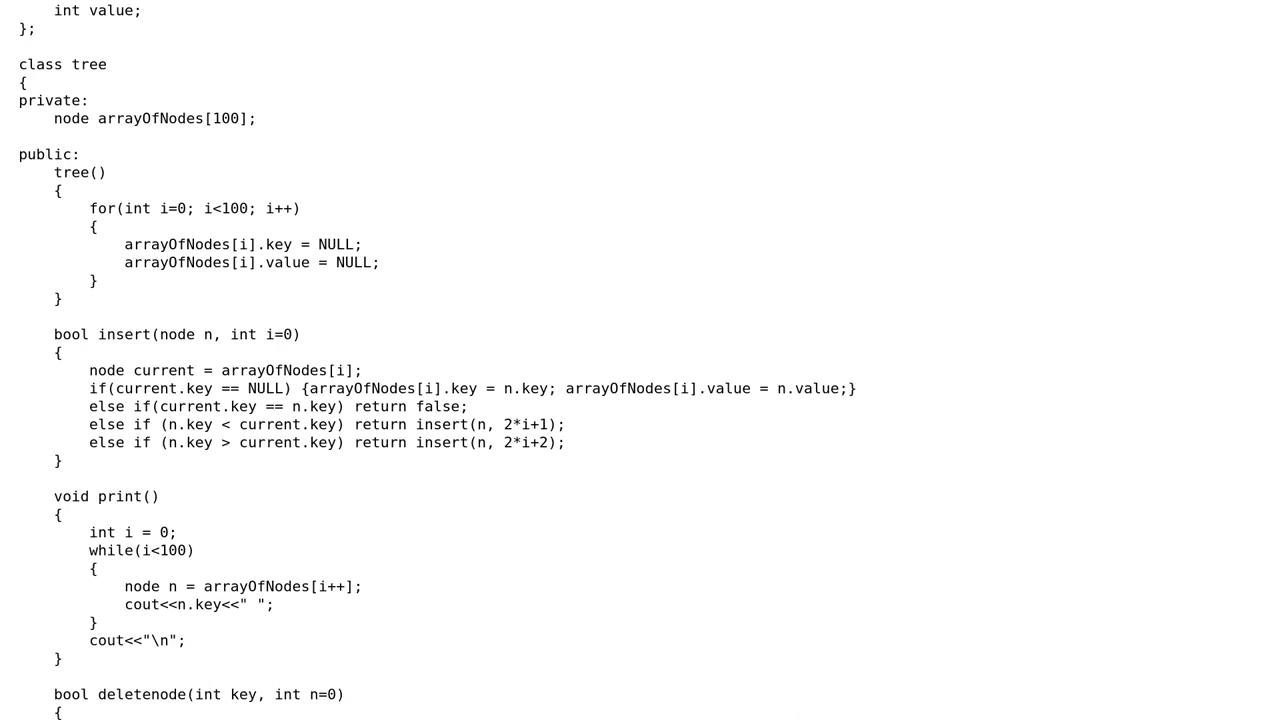 int value;
};

class tree
{
private:
    node arrayOfNodes[100];

public:
    tree()
    {
        for(int i=0; i<100; i++)
        {
            arrayOfNodes[i].key = NULL;
            arrayOfNodes[i].value = NULL;
        }
    }

    bool insert(node n, int i=0)
    {
        node current = arrayOfNodes[i];
        if(current.key == NULL) {arrayOfNodes[i].key = n.key; arrayOfNodes[i].value = n.value;}
        else if(current.key == n.key) return false;
        else if (n.key < current.key) return insert(n, 2*i+1);
        else if (n.key > current.key) return insert(n, 2*i+2);
    }

    void print()
    {
        int i = 0;
        while(i<100)
        {
            node n = arrayOfNodes[i++];
            cout<<n.key<<" ";
        }
        cout<<"\n";
    }

    bool deletenode(int key, int n=0)
    {